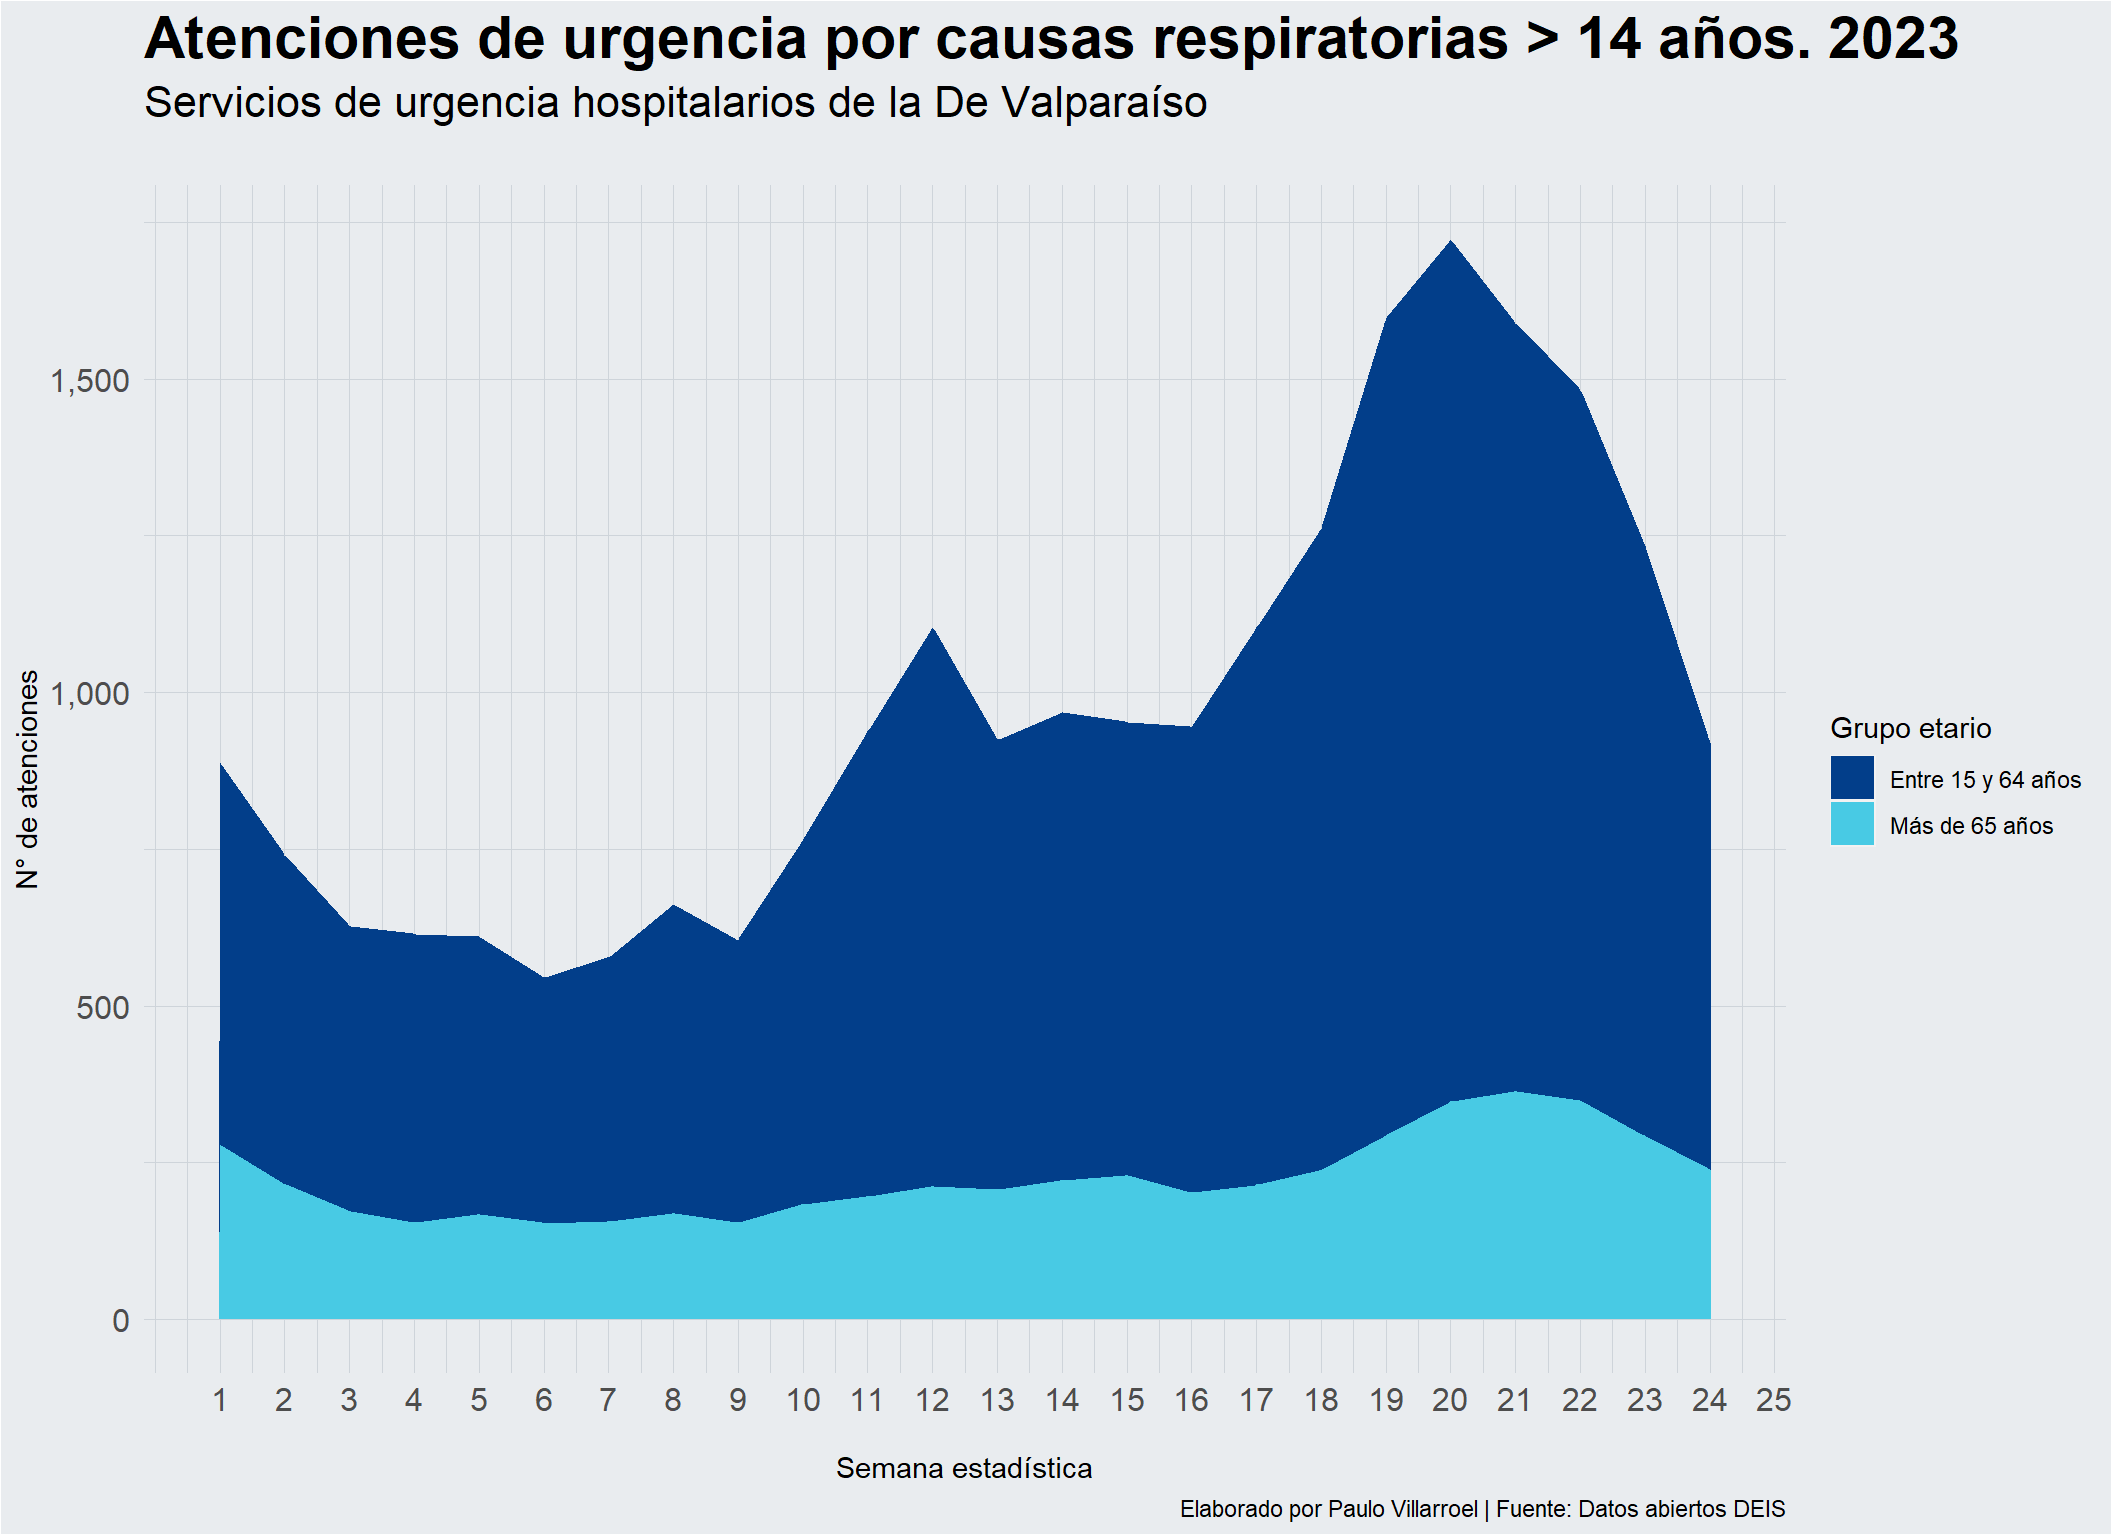 Atenciones de urgencia por causas respiratorias > 14 años. 2023
Servicios de urgencia hospitalarios de la De Valparaíso
N° de atenciones
1,500
1,000
500
0
1 2 3 4 5 6 7 8 9 10 11 12 13 14 15 16 17 18 19 20 21 22 23 24 25
Semana estadística
Grupo etario
Entre 15 y 64 años
Más de 65 años
Elaborado por Paulo Villarroel | Fuente: Datos abiertos DEIS